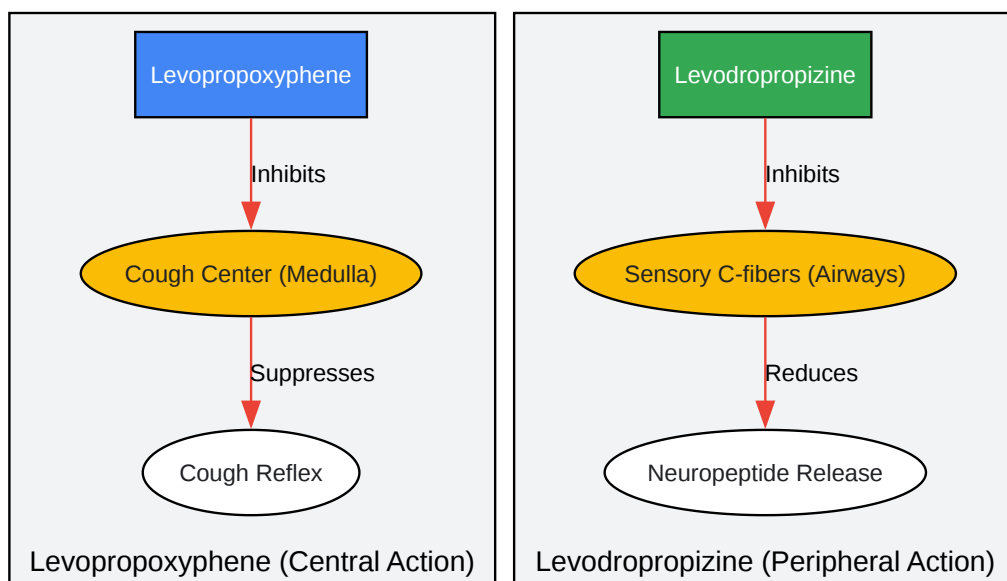 Levopropoxyphene
Inhibits
Cough Center (Medulla)
Suppresses
Cough Reflex
Levopropoxyphene (Central Action)
Levodropropizine
Inhibits
Sensory C-fibers (Airways)
Reduces
Neuropeptide Release
Levodropropizine (Peripheral Action)